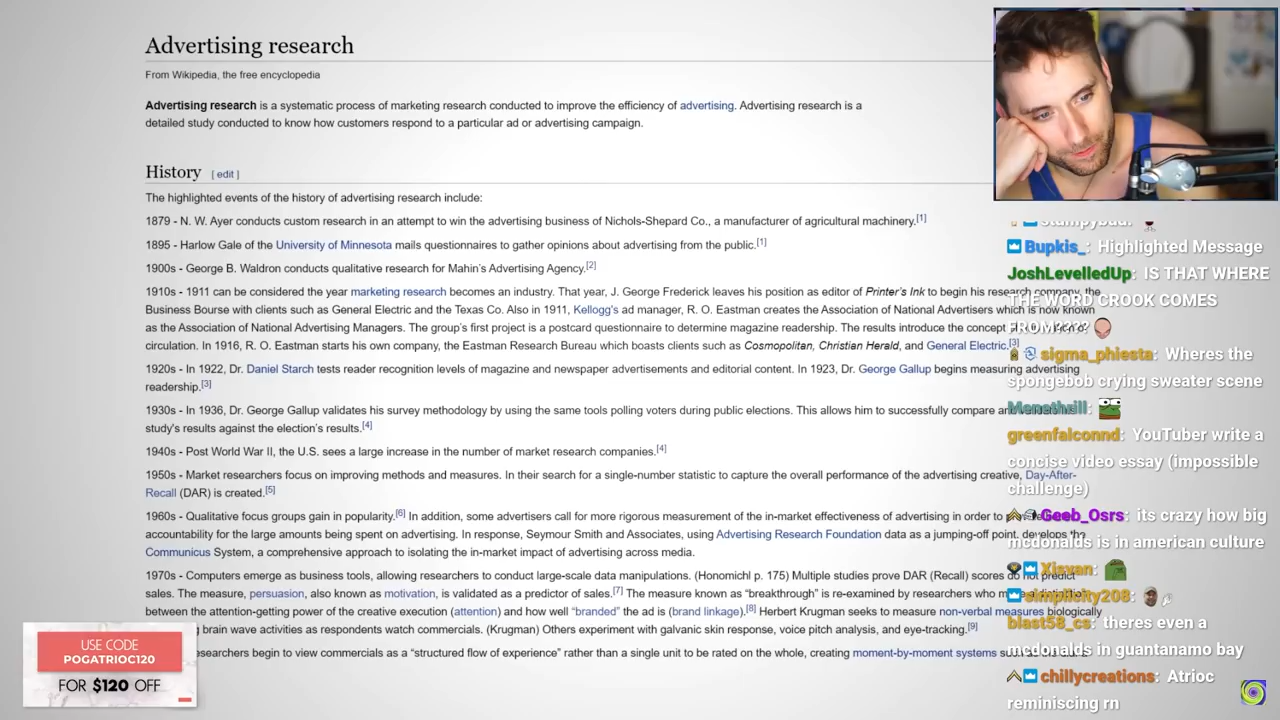 Advertising research
From Wikipedia, the free encyclopedia
Advertising research is a systematic process of marketing research conducted to improve the efficiency of advertising. Advertising research is a
detailed study conducted to know how customers respond to a particular ad or advertising campaign.
History [ edit ]
The highlighted events of the history of advertising research include:
1879 - N. W. Ayer conducts custom research in an attempt to win the advertising business of Nichols-Shepard Co., a manufacturer of agricultural machinery.[1]
1895 - Harlow Gale of the University of Minnesota mails questionnaires to gather opinions about advertising from the public.[1]
1900s - George B. Waldron conducts qualitative research for Mahin's Advertising Agency.[2]
1910s - 1911 can be considered the year marketing research becomes an industry. That year, J. George Frederick leaves his position as editor of Printer's Ink to begin his research company, the
Business Bourse with clients such as General Electric and the Texas Co. Also in 1911, Kellogg's ad manager, R. O. Eastman creates the Association of National Advertisers which is now known
as the Association of National Advertising Managers. The group's first project is a postcard questionnaire to determine magazine readership. The results introduce the concept
circulation. In 1916, R. O. Eastman starts his own company, the Eastman Research Bureau which boasts clients such as Cosmopolitan, Christian Herald, and General Electric.[3]
1920s - In 1922, Dr. Daniel Starch tests reader recognition levels of magazine and newspaper advertisements and editorial content. In 1923, Dr. George Gallup begins measuring advertising
readership.[3]
1930s - In 1936, Dr. George Gallup validates his survey methodology by using the same tools polling voters during public elections. This allows him to successfully compare and
study's results against the election's results.[4]
1940s - Post World War II, the U.S. sees a large increase in the number of market research companies.[4]
1950s - Market researchers focus on improving methods and measures. In their search for a single-number statistic to capture the overall performance of the advertising creative, Day-After-
Recall (DAR) is created.[5]
1960s - Qualitative focus groups gain in popularity.[6] In addition, some advertisers call for more rigorous measurement of the in-market effectiveness of advertising in order to
accountability for the large amounts being spent on advertising. In response, Seymour Smith and Associates, using Advertising Research Foundation data as a jumping-off point, develops the
Communicus System, a comprehensive approach to isolating the in-market impact of advertising across media.
1970s - Computers emerge as business tools, allowing researchers to conduct large-scale data manipulations. (Honomichl p. 175) Multiple studies prove DAR (Recall) scores do not predict
sales. The measure, persuasion, also known as motivation, is validated as a predictor of sales.[7] The measure known as "breakthrough" is re-examined by researchers who
between the attention-getting power of the creative execution (attention) and how well "branded" the ad is (brand linkage).[8] Herbert Krugman seeks to measure non-verbal measures biologically
brain wave activities as respondents watch commercials. (Krugman) Others experiment with galvanic skin response, voice pitch analysis, and eye-tracking.[9]
researchers begin to view commercials as a "structured flow of experience" rather than a single unit to be rated on the whole, creating moment-by-moment systems
USE CODE
POGATRIOC120
FOR $120 OFF
Bupkis_: Highlighted Message
JoshLevelledUp: IS THAT WHERE
THE WORD CROOK COMES
FROM????
sigma_phiesta: Wheres the
spongebob crying sweater scene
greenfalconnd: YouTuber write a
concise video essay (impossible
challenge)
Geeb_Osrs: its crazy how big
mcdonalds is in american culture
Xisvan:
simplicity208:
blast58_cs: theres even a
mcdonalds in guantanamo bay
chillycreations: Atrioc
reminiscing rn